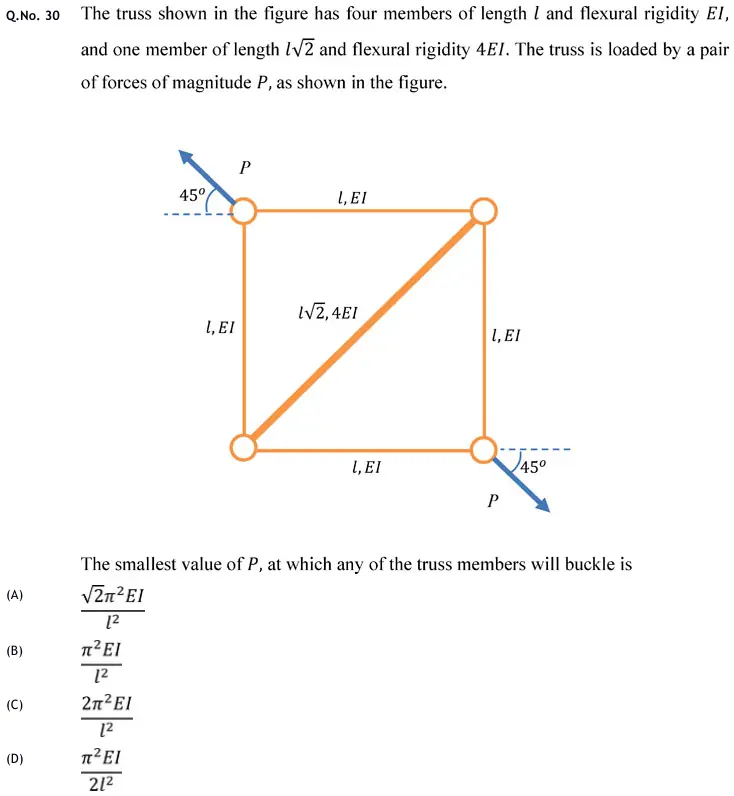 Q.No. 30 The truss shown in the figure has four members of length l and flexural rigidity EI,
and one member of length l√2 and flexural rigidity 4EI. The truss is loaded by a pair
of forces of magnitude P, as shown in the figure.
P
45°
l, EI
l√2, 4EI
l, EI
l, EI
l, EI
45°
P
The smallest value of P, at which any of the truss members will buckle is
(A) √2π²EI / l²
(B) π²EI / l²
(C) 2π²EI / l²
(D) π²EI / 2l²